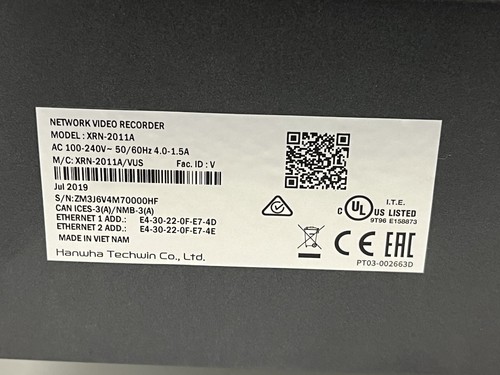 NETWORK VIDEO RECORDER
MODEL : XRN-2011A
AC 100-240V~ 50/60Hz 4.0-1.5A
M/C: XRN-2011A/VUS Fac. ID : V
Jul 2019
S/N:ZM3J6V4M70000HF
CAN ICES-3(A)/NMB-3(A)
ETHERNET 1 ADD.: E4-30-22-0F-E7-4D
ETHERNET 2 ADD.: E4-30-22-0F-E7-4E
MADE IN VIET NAM
Hanwha Techwin Co., Ltd.
I.T.E.
C UL US LISTED
9T96 E158873
CE EAC
PT03-002663D